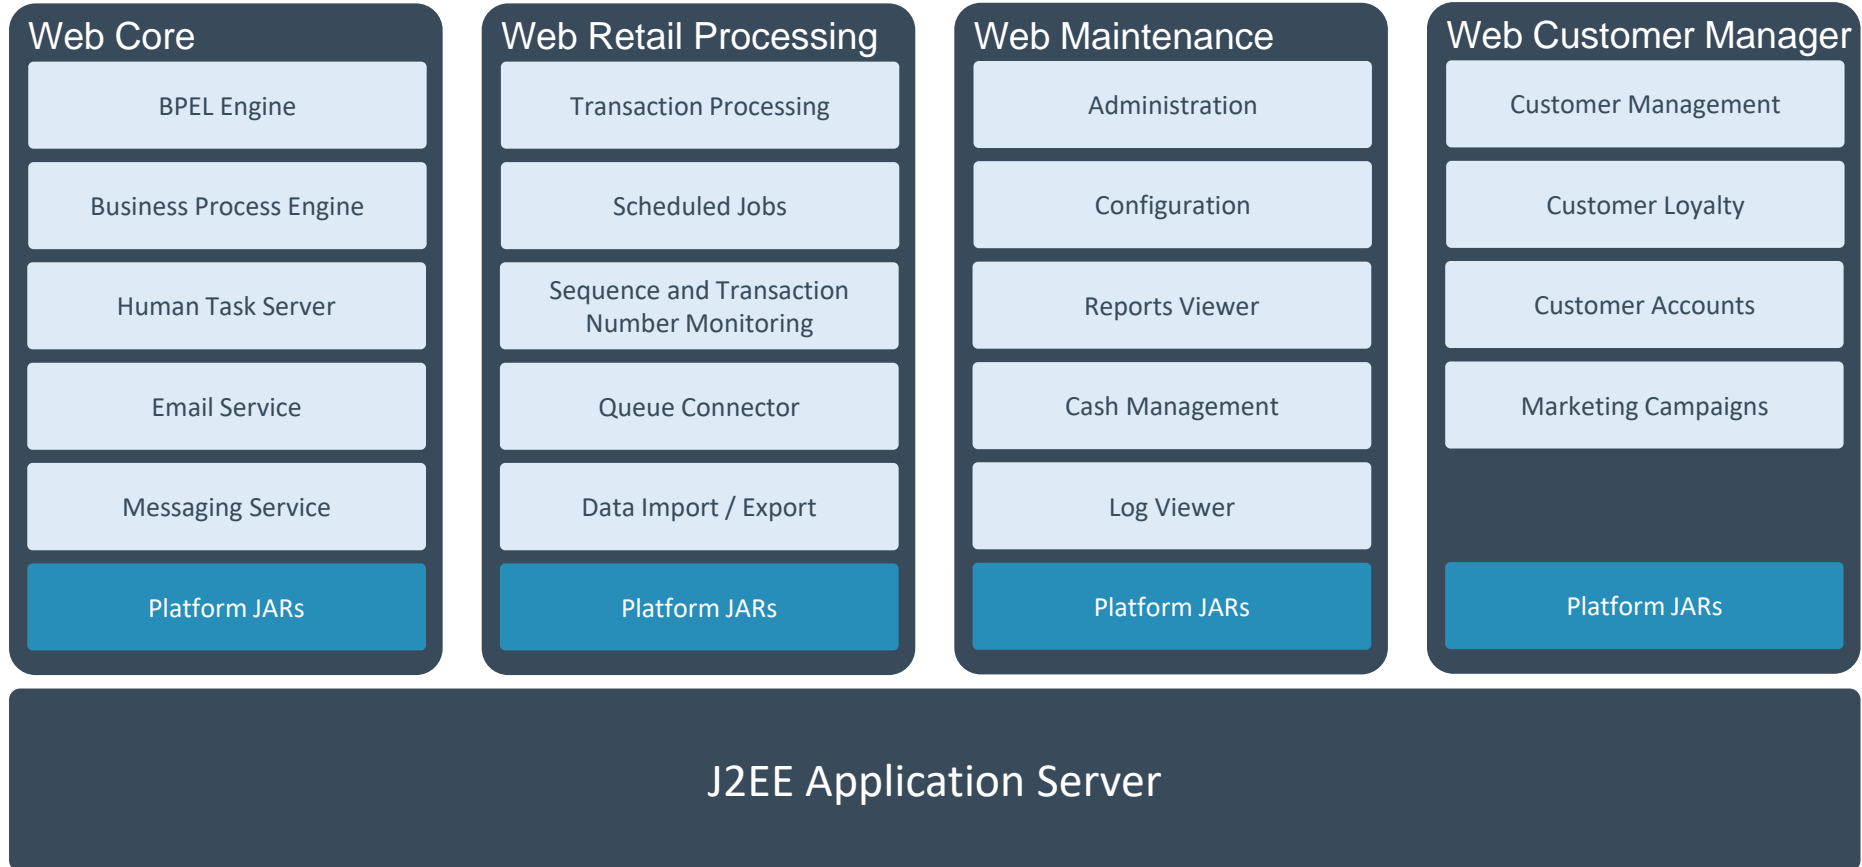 Web Core
BPEL Engine
Business Process Engine
Human Task Server
Email Service
Messaging Service
Platform JARs
Web Retail Processing
Transaction Processing
Scheduled Jobs
Sequence and Transaction
Number Monitoring
Queue Connector
Data Import / Export
Platform JARs
Web Maintenance
Administration
Configuration
Reports Viewer
Cash Management
Log Viewer
Platform JARs
Web Customer Manager
Customer Management
Customer Loyalty
Customer Accounts
Marketing Campaigns
Platform JARs
J2EE Application Server